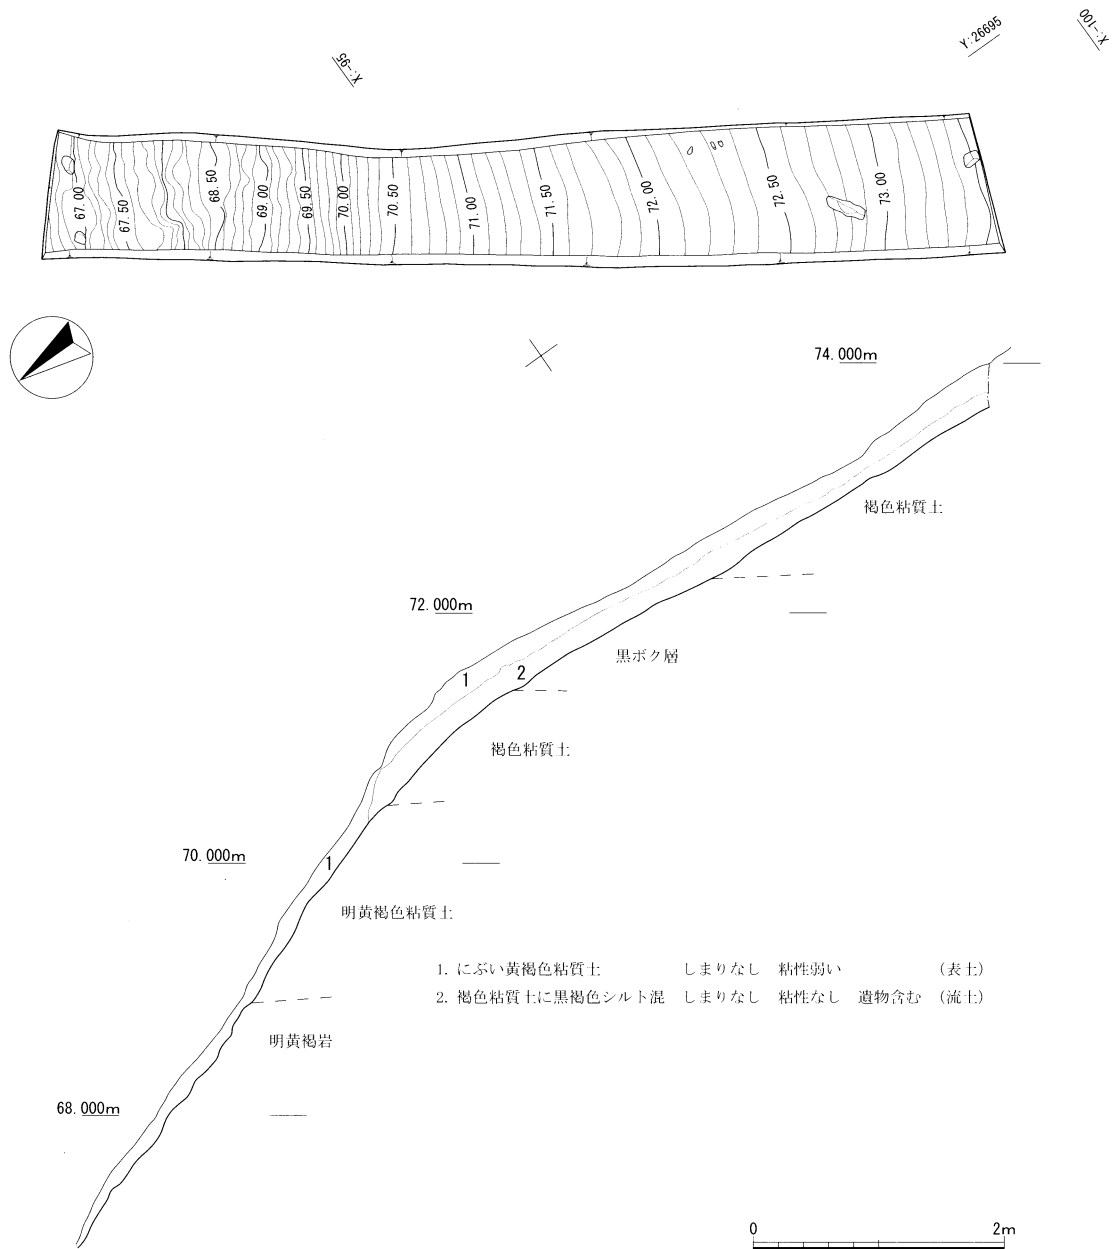 X:-95
Y:26695
X:-100
67.00
67.50
68.50
69.00
69.50
70.00
70.50
71.00
71.50
72.00
72.50
73.00
74.000m
褐色粘質土
72.000m
黒ボク層
1
2
褐色粘質土
70.000m
1
明黄褐色粘質土
1. にぶい黄褐色粘質土 しまりなし 粘性弱い (表土)
2. 褐色粘質土に黒褐色シルト混 しまりなし 粘性なし 遺物含む (流土)
明黄褐岩
68.000m
0 2m